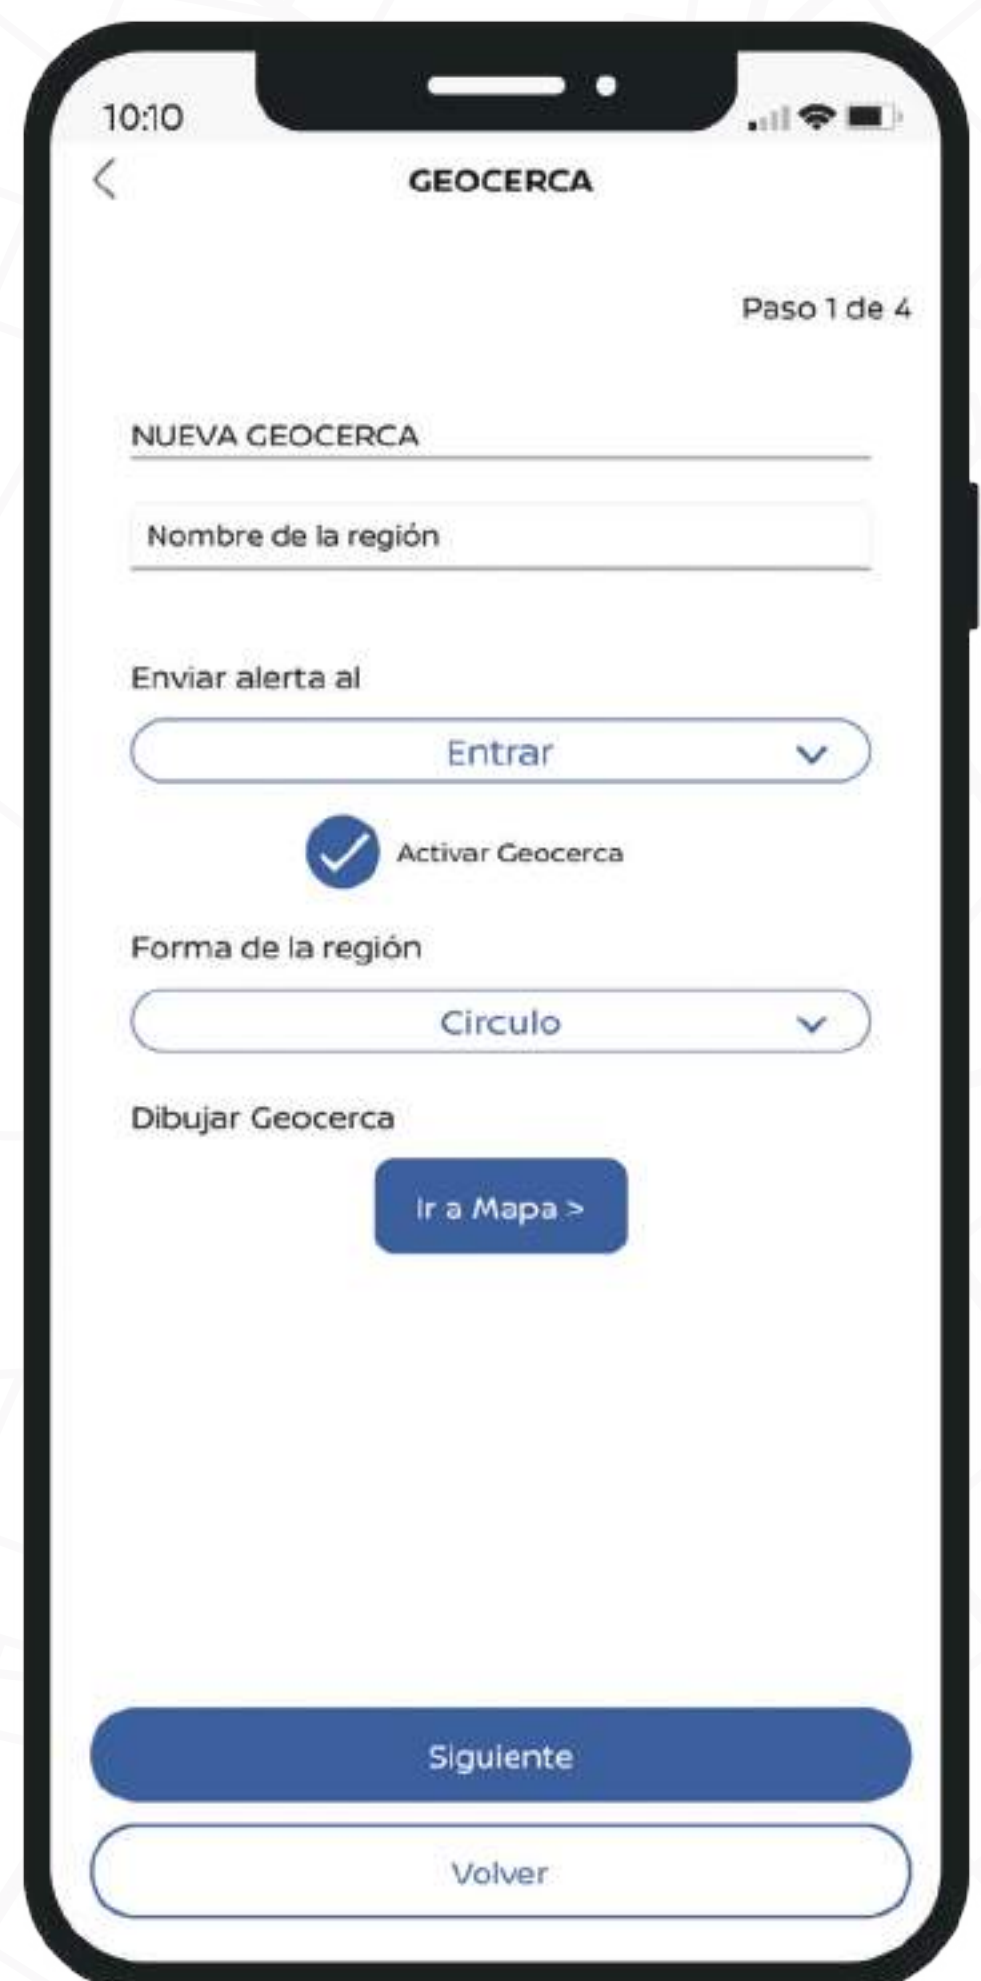 10:10
GEOCERCA
Paso 1 de 4
NUEVA GEOCERCA
Nombre de la región
Enviar alerta al
Entrar
Activar Geocerca
Forma de la región
Circulo
Dibujar Geocerca
Ir a Mapa >
Siguiente
Volver